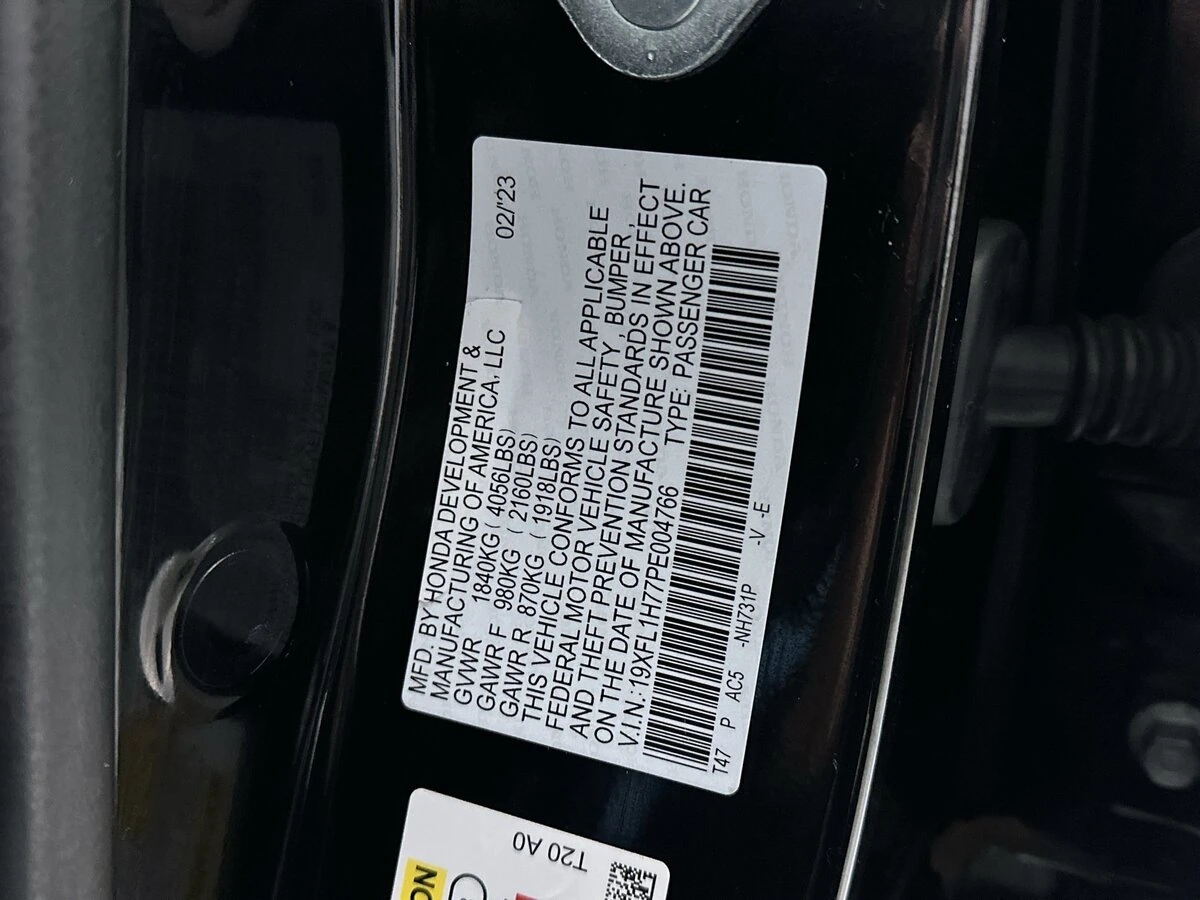 MFD. BY HONDA DEVELOPMENT &
MANUFACTURING OF AMERICA, LLC 02/'23
GVWR 1840KG ( 4056LBS)
GAWR F 980KG ( 2160LBS)
GAWR R 870KG ( 1918LBS)
THIS VEHICLE CONFORMS TO ALL APPLICABLE
FEDERAL MOTOR VEHICLE SAFETY, BUMPER,
AND THEFT PREVENTION STANDARDS IN EFFECT
ON THE DATE OF MANUFACTURE SHOWN ABOVE.
V.I.N.: 19XFL1H77PE004766 TYPE: PASSENGER CAR
T47 P AC5 -NH731P -V -E
T20 A0